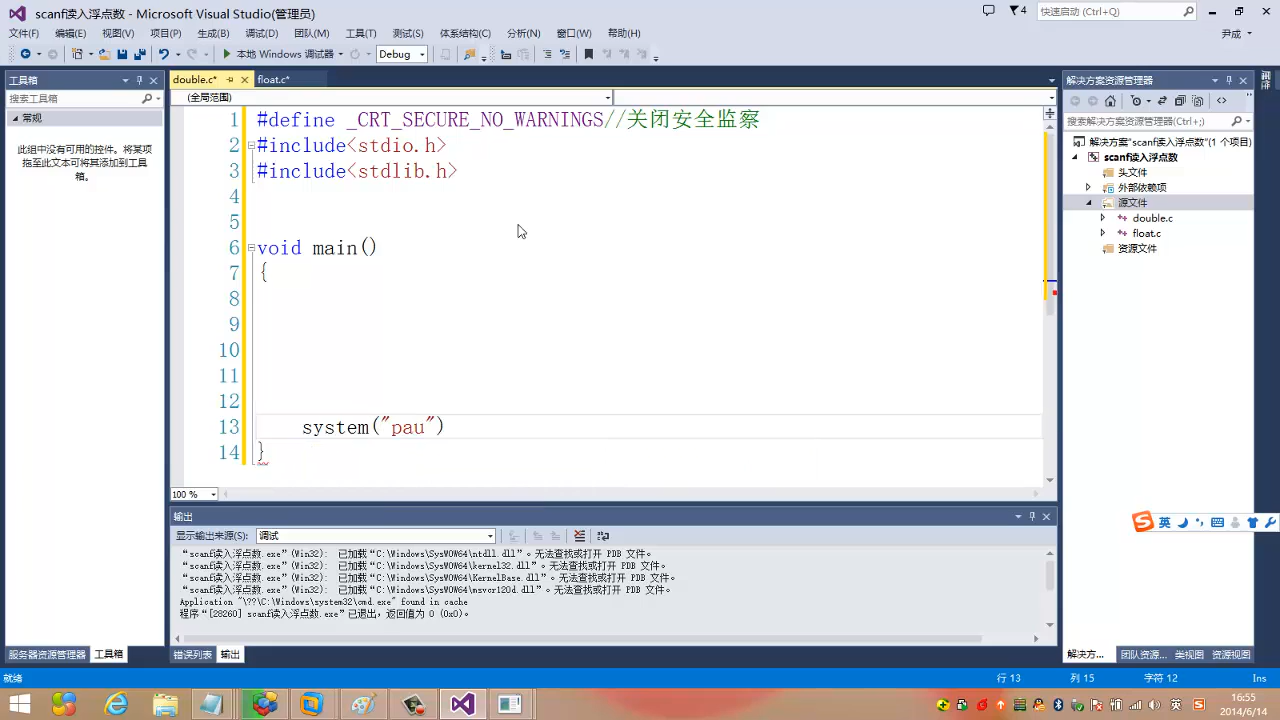 scanf读入浮点数 - Microsoft Visual Studio(管理员)
4
快速启动 (Ctrl+Q)
文件(F) 编辑(E) 视图(V) 项目(P) 生成(B) 调试(D) 团队(M) 工具(T) 测试(S) 体系结构(C) 分析(N) 窗口(W) 帮助(H)
尹成
本地 Windows 调试器 Debug
工具箱
搜索工具箱
常规
此组中没有可用的控件。将某项
拖至此文本可将其添加到工具
箱。
服务器资源管理器 工具箱
double.c* float.c*
(全局范围)
1 #define _CRT_SECURE_NO_WARNINGS//关闭安全监察
2 #include<stdio.h>
3 #include<stdlib.h>
4
5
6 void main()
7 {
8
9
10
11
12
13 system("pau")
14 }
100 %
输出
显示输出来源(S): 调试
“scanf读入浮点数.exe”(Win32): 已加载“C:\Windows\SysWOW64\ntdll.dll”。无法查找或打开 PDB 文件。
“scanf读入浮点数.exe”(Win32): 已加载“C:\Windows\SysWOW64\kernel32.dll”。无法查找或打开 PDB 文件。
“scanf读入浮点数.exe”(Win32): 已加载“C:\Windows\SysWOW64\KernelBase.dll”。无法查找或打开 PDB 文件。
“scanf读入浮点数.exe”(Win32): 已加载“C:\Windows\SysWOW64\msvcr120d.dll”。无法查找或打开 PDB 文件。
Application "\??\C:\Windows\system32\cmd.exe" found in cache
程序“[28260] scanf读入浮点数.exe”已退出，返回值为 0 (0x0)。
错误列表 输出
解决方案资源管理器
搜索解决方案资源管理器(Ctrl+;)
解决方案"scanf读入浮点数"(1 个项目)
scanf读入浮点数
头文件
外部依赖项
源文件
double.c
float.c
资源文件
英
解决方... 团队资源... 类视图 资源视图
就绪 行 13 列 15 字符 12 Ins
英
16:55
2014/6/14